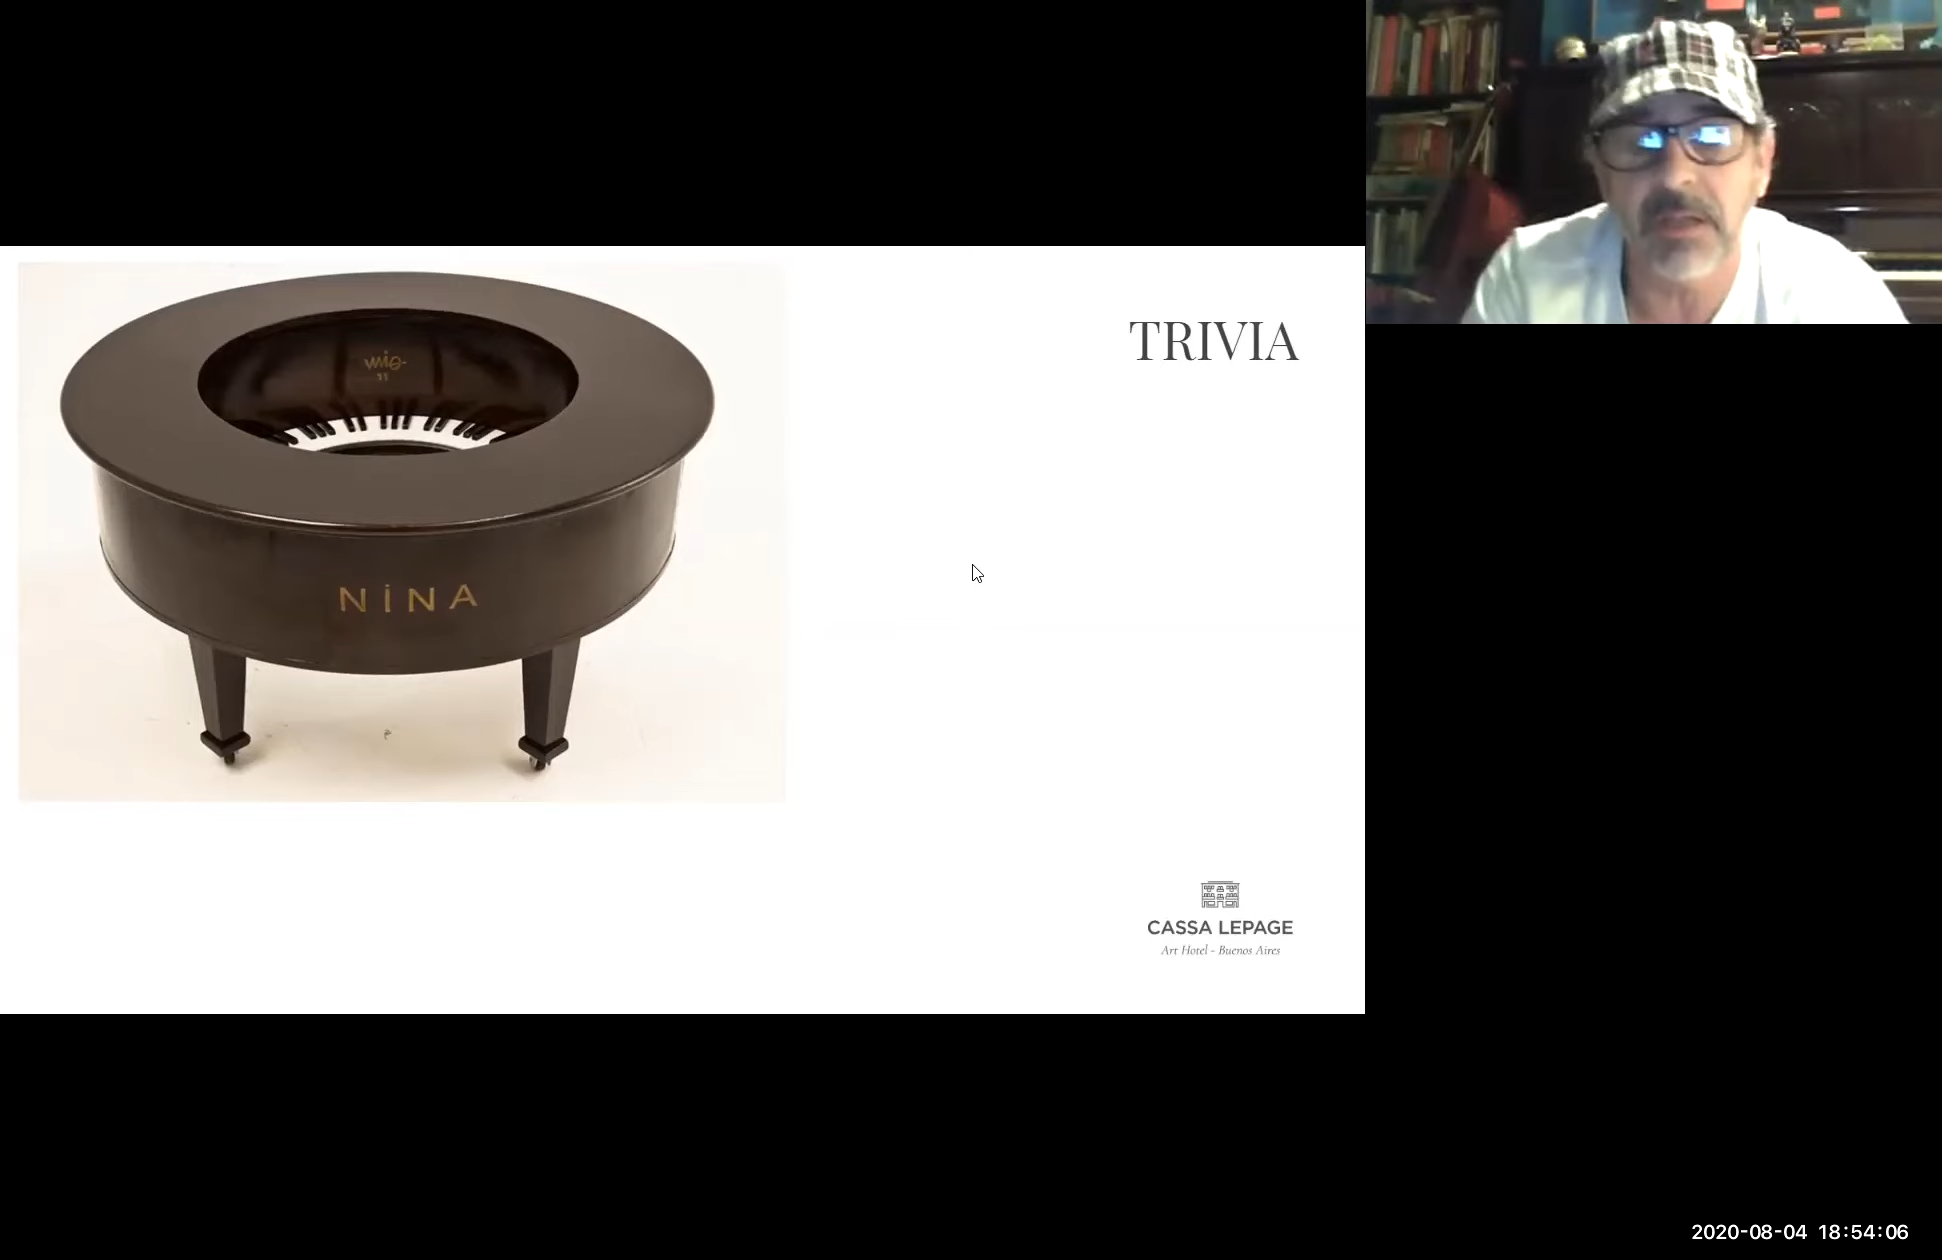 TRIVIA
NiNA
CASSA LEPAGE
Art Hotel - Buenos Aires
2020-08-04 18:54:06